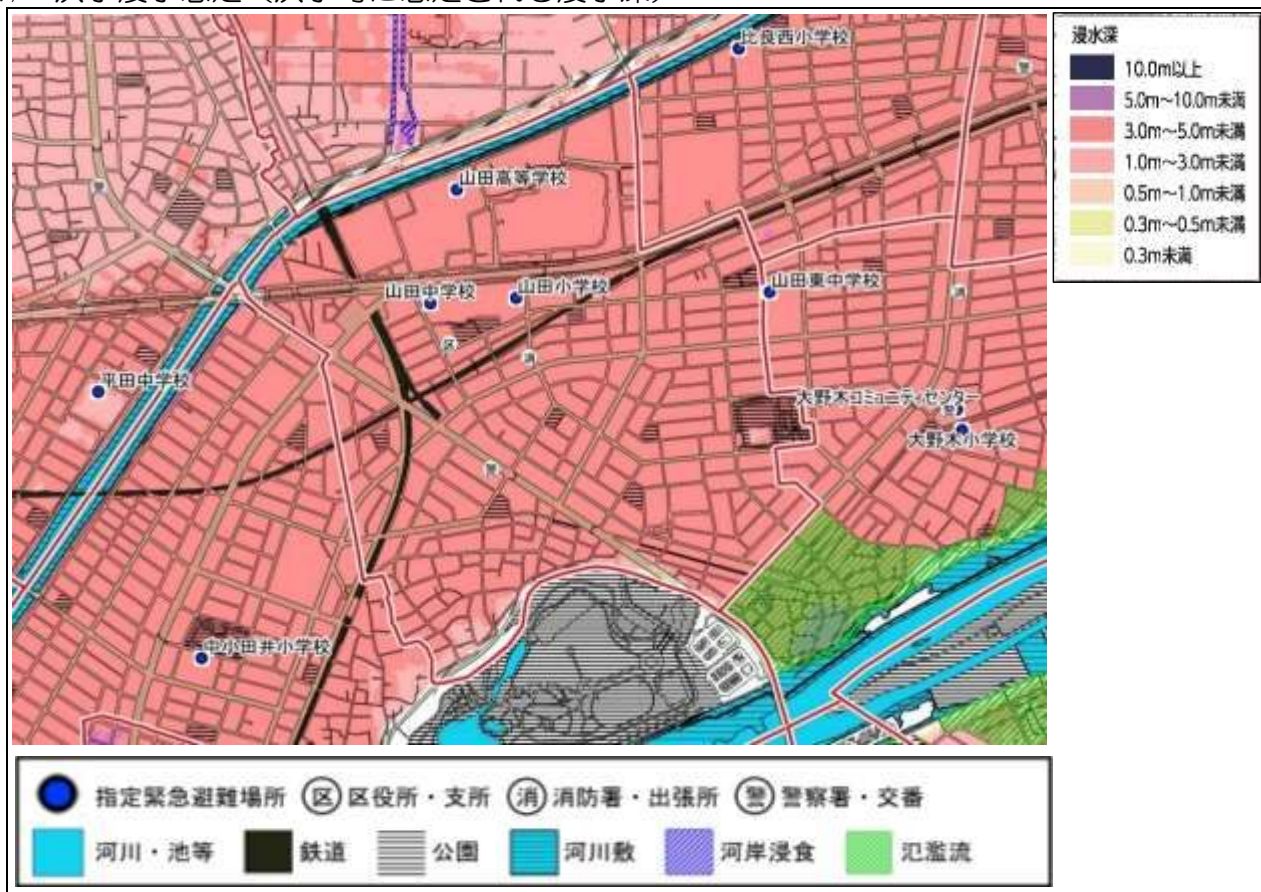 比良西小学校
警
山田高等学校
警
山田中学校
山田小学校
山田東中学校
消
区
消
平田中学校
大野木コミュニティセンター
警
大野木小学校
警
中小田井小学校
浸水深
10.0m以上
5.0m～10.0m未満
3.0m～5.0m未満
1.0m～3.0m未満
0.5m～1.0m未満
0.3m～0.5m未満
0.3m未満
指定緊急避難場所 区 区役所・支所 消 消防署・出張所 警 警察署・交番
河川・池等 鉄道 公園 河川敷 河岸浸食 氾濫流